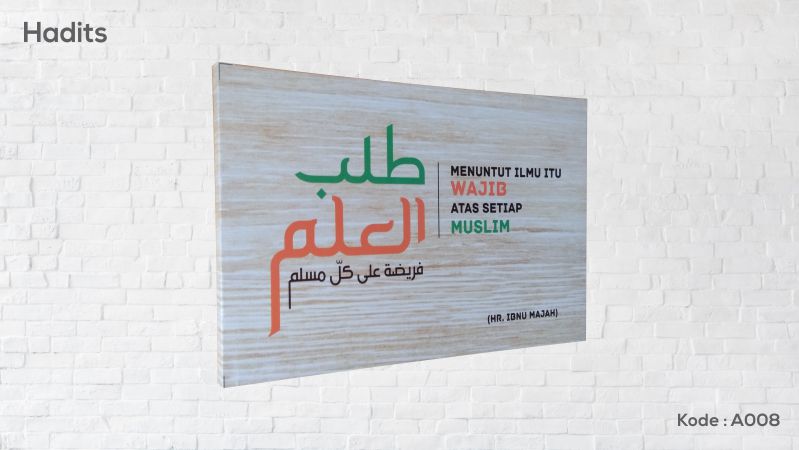 Hadits
طلب
العلم
فريضة على كلّ مسلم
MENUNTUT ILMU ITU
WAJIB
ATAS SETIAP
MUSLIM
(HR. IBNU MAJAH)
Kode : A008